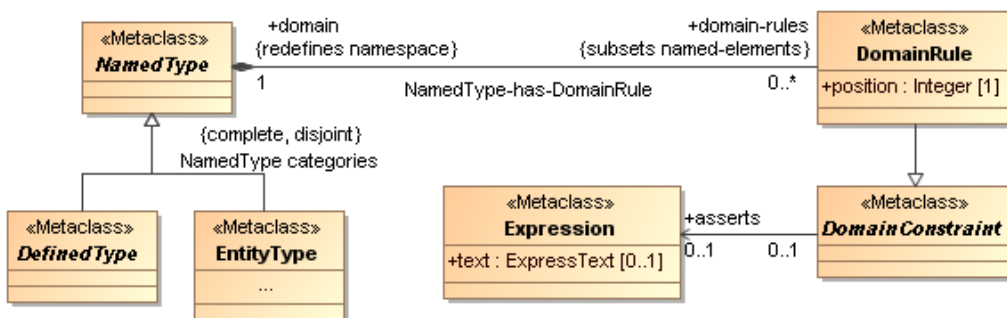 «Metaclass»
NamedType
+domain
{redefines namespace}
1
NamedType-has-DomainRule
+domain-rules
{subsets named-elements}
0..*
«Metaclass»
DomainRule
+position : Integer [1]
{complete, disjoint}
NamedType categories
«Metaclass»
DefinedType
«Metaclass»
EntityType
...
«Metaclass»
Expression
+text : ExpressText [0..1]
+asserts
0..1
0..1
«Metaclass»
DomainConstraint